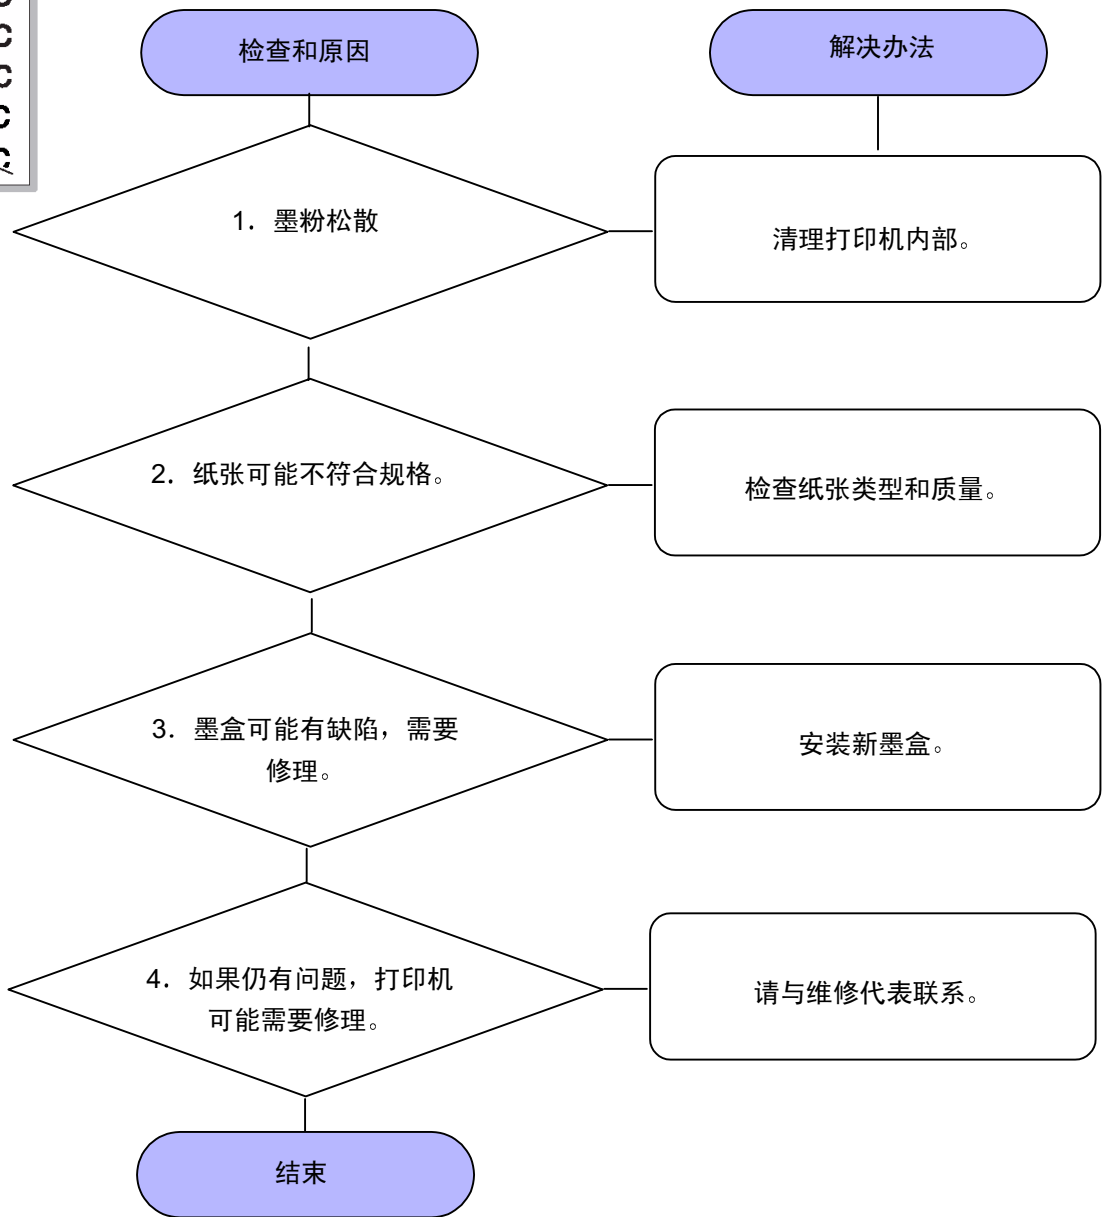 C
C
C
C
检查和原因
解决办法
1. 墨粉松散
清理打印机内部。
2. 纸张可能不符合规格。
检查纸张类型和质量。
3. 墨盒可能有缺陷，需要
修理。
安装新墨盒。
4. 如果仍有问题，打印机
可能需要修理。
请与维修代表联系。
结束